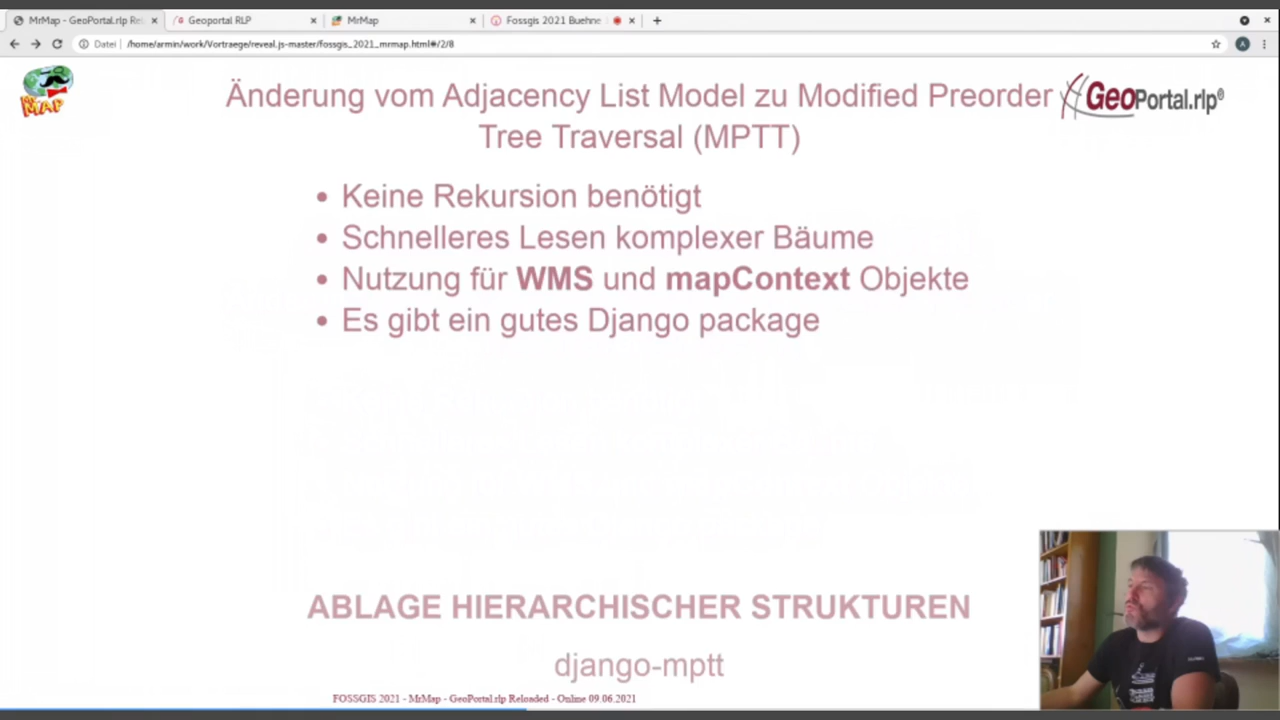 MrMap - GeoPortal.rlp Rel
Geoportal RLP
MrMap
Fossgis 2021 Buehne
Datei
/home/armin/work/Vortraege/reveal.js-master/fossgis_2021_mrmap.html#/2/8
A
MAP
Änderung vom Adjacency List Model zu Modified Preorder
Tree Traversal (MPTT)
GeoPortal.rlp®
• Keine Rekursion benötigt
• Schnelleres Lesen komplexer Bäume
• Nutzung für WMS und mapContext Objekte
• Es gibt ein gutes Django package
ABLAGE HIERARCHISCHER STRUKTUREN
django-mptt
FOSSGIS 2021 - MrMap - GeoPortal.rlp Reloaded - Online 09.06.2021